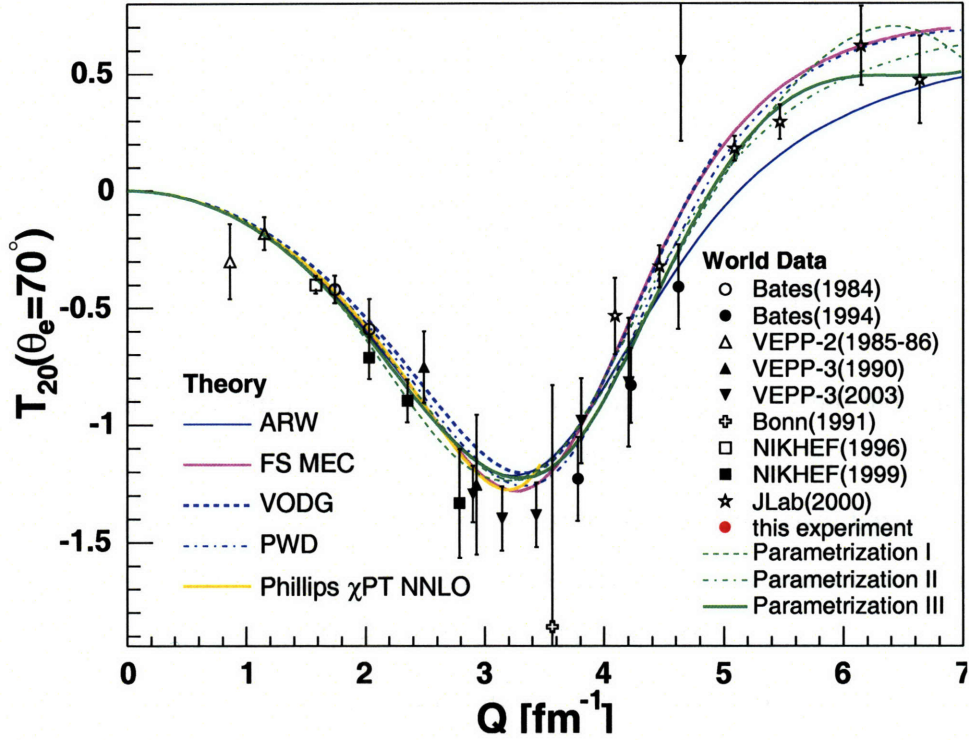 T20(θe=70°)
0.5
0
-0.5
-1
-1.5
Theory
ARW
FS MEC
VODG
PWD
Phillips χPT NNLO
World Data
Bates(1984)
Bates(1994)
VEPP-2(1985-86)
VEPP-3(1990)
VEPP-3(2003)
Bonn(1991)
NIKHEF(1996)
NIKHEF(1999)
JLab(2000)
this experiment
Parametrization I
Parametrization II
Parametrization III
0 1 2 3 4 5 6 7
Q [fm-1]